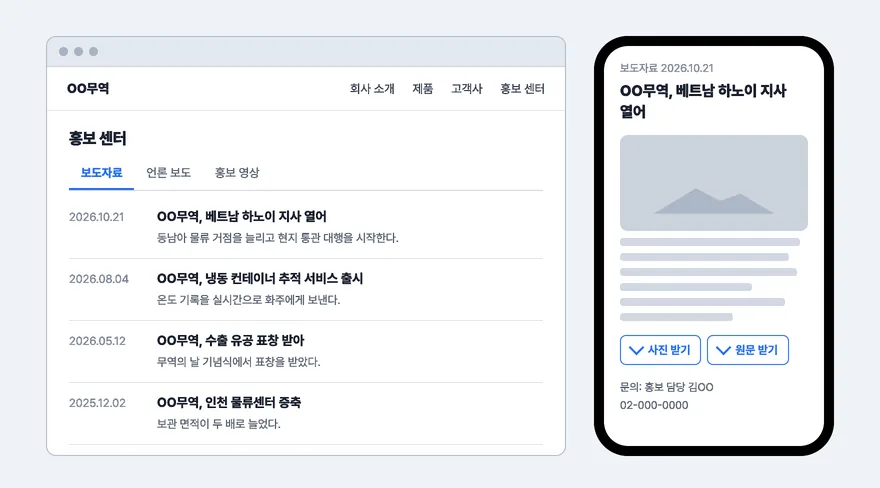 OO무역
회사 소개 제품 고객사 홍보 센터
홍보 센터
보도자료 언론 보도 홍보 영상
2026.10.21 OO무역, 베트남 하노이 지사 열어
동남아 물류 거점을 늘리고 현지 통관 대행을 시작한다.
2026.08.04 OO무역, 냉동 컨테이너 추적 서비스 출시
온도 기록을 실시간으로 화주에게 보낸다.
2026.05.12 OO무역, 수출 유공 표창 받아
무역의 날 기념식에서 표창을 받았다.
2025.12.02 OO무역, 인천 물류센터 증축
보관 면적이 두 배로 늘었다.
보도자료 2026.10.21
OO무역, 베트남 하노이 지사
열어
사진 받기 원문 받기
문의: 홍보 담당 김OO
02-000-0000